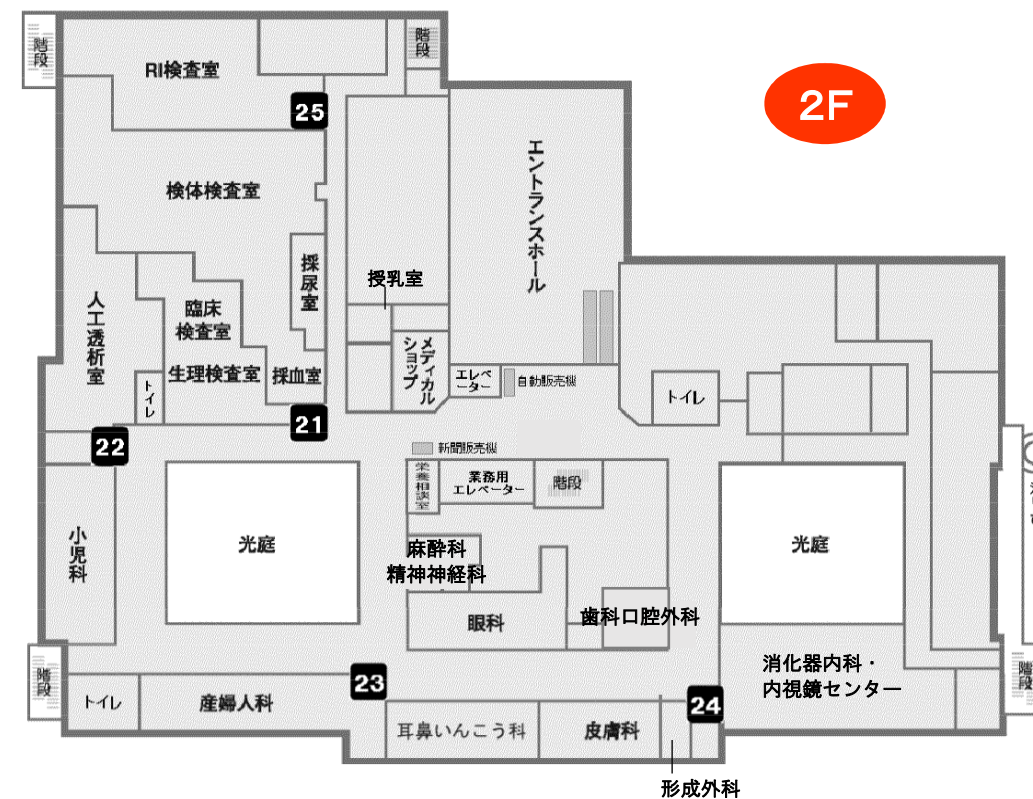 階段
階段
RI検査室
2F
25
エントランスホール
検体検査室
採尿室
授乳室
人工透析室
臨床
検査室
メディカル
ショップ
生理検査室
採血室
エレベ
ーター
自動販売機
トイレ
トイレ
21
22
新聞販売機
栄養相談室
業務用
エレベーター
階段
小児科
光庭
麻酔科
精神神経科
光庭
眼科
歯科口腔外科
階段
23
消化器内科・
内視鏡センター
階段
トイレ
産婦人科
24
耳鼻いんこう科
皮膚科
形成外科